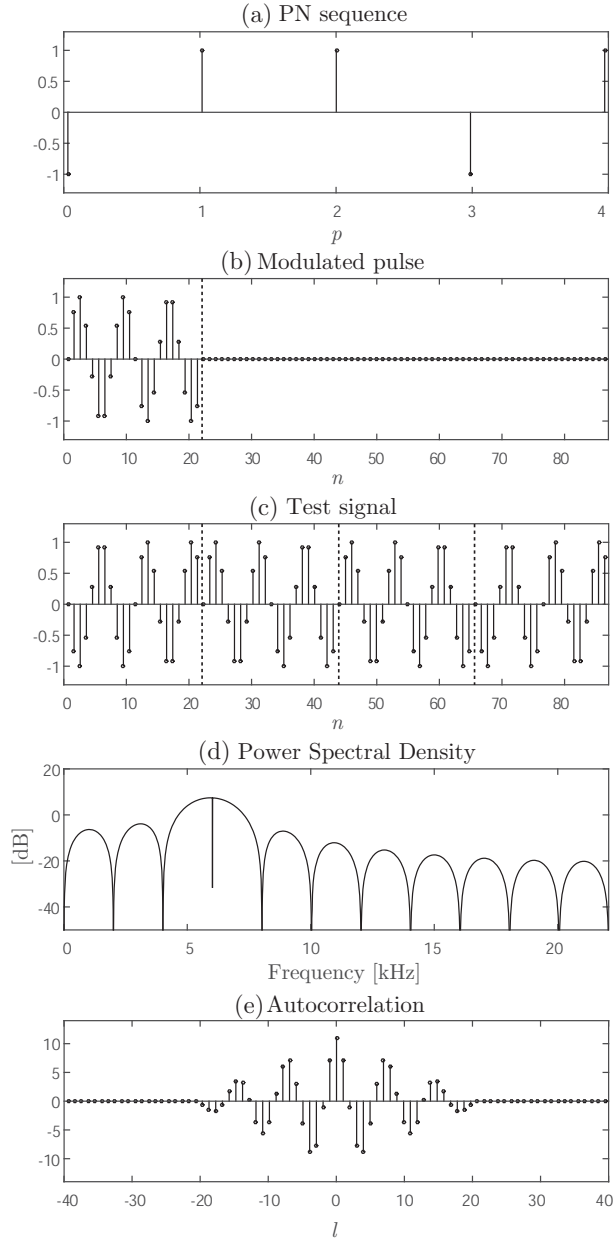 (a) PN sequence
1
0.5
0
-0.5
-1
0 1 2 3 4
p
(b) Modulated pulse
1
0.5
0
-0.5
-1
0 10 20 30 40 50 60 70 80
n
(c) Test signal
1
0.5
0
-0.5
-1
0 10 20 30 40 50 60 70 80
n
(d) Power Spectral Density
20
0
-20
-40
[dB]
0 5 10 15 20
Frequency [kHz]
(e) Autocorrelation
10
5
0
-5
-10
-40 -30 -20 -10 0 10 20 30 40
l